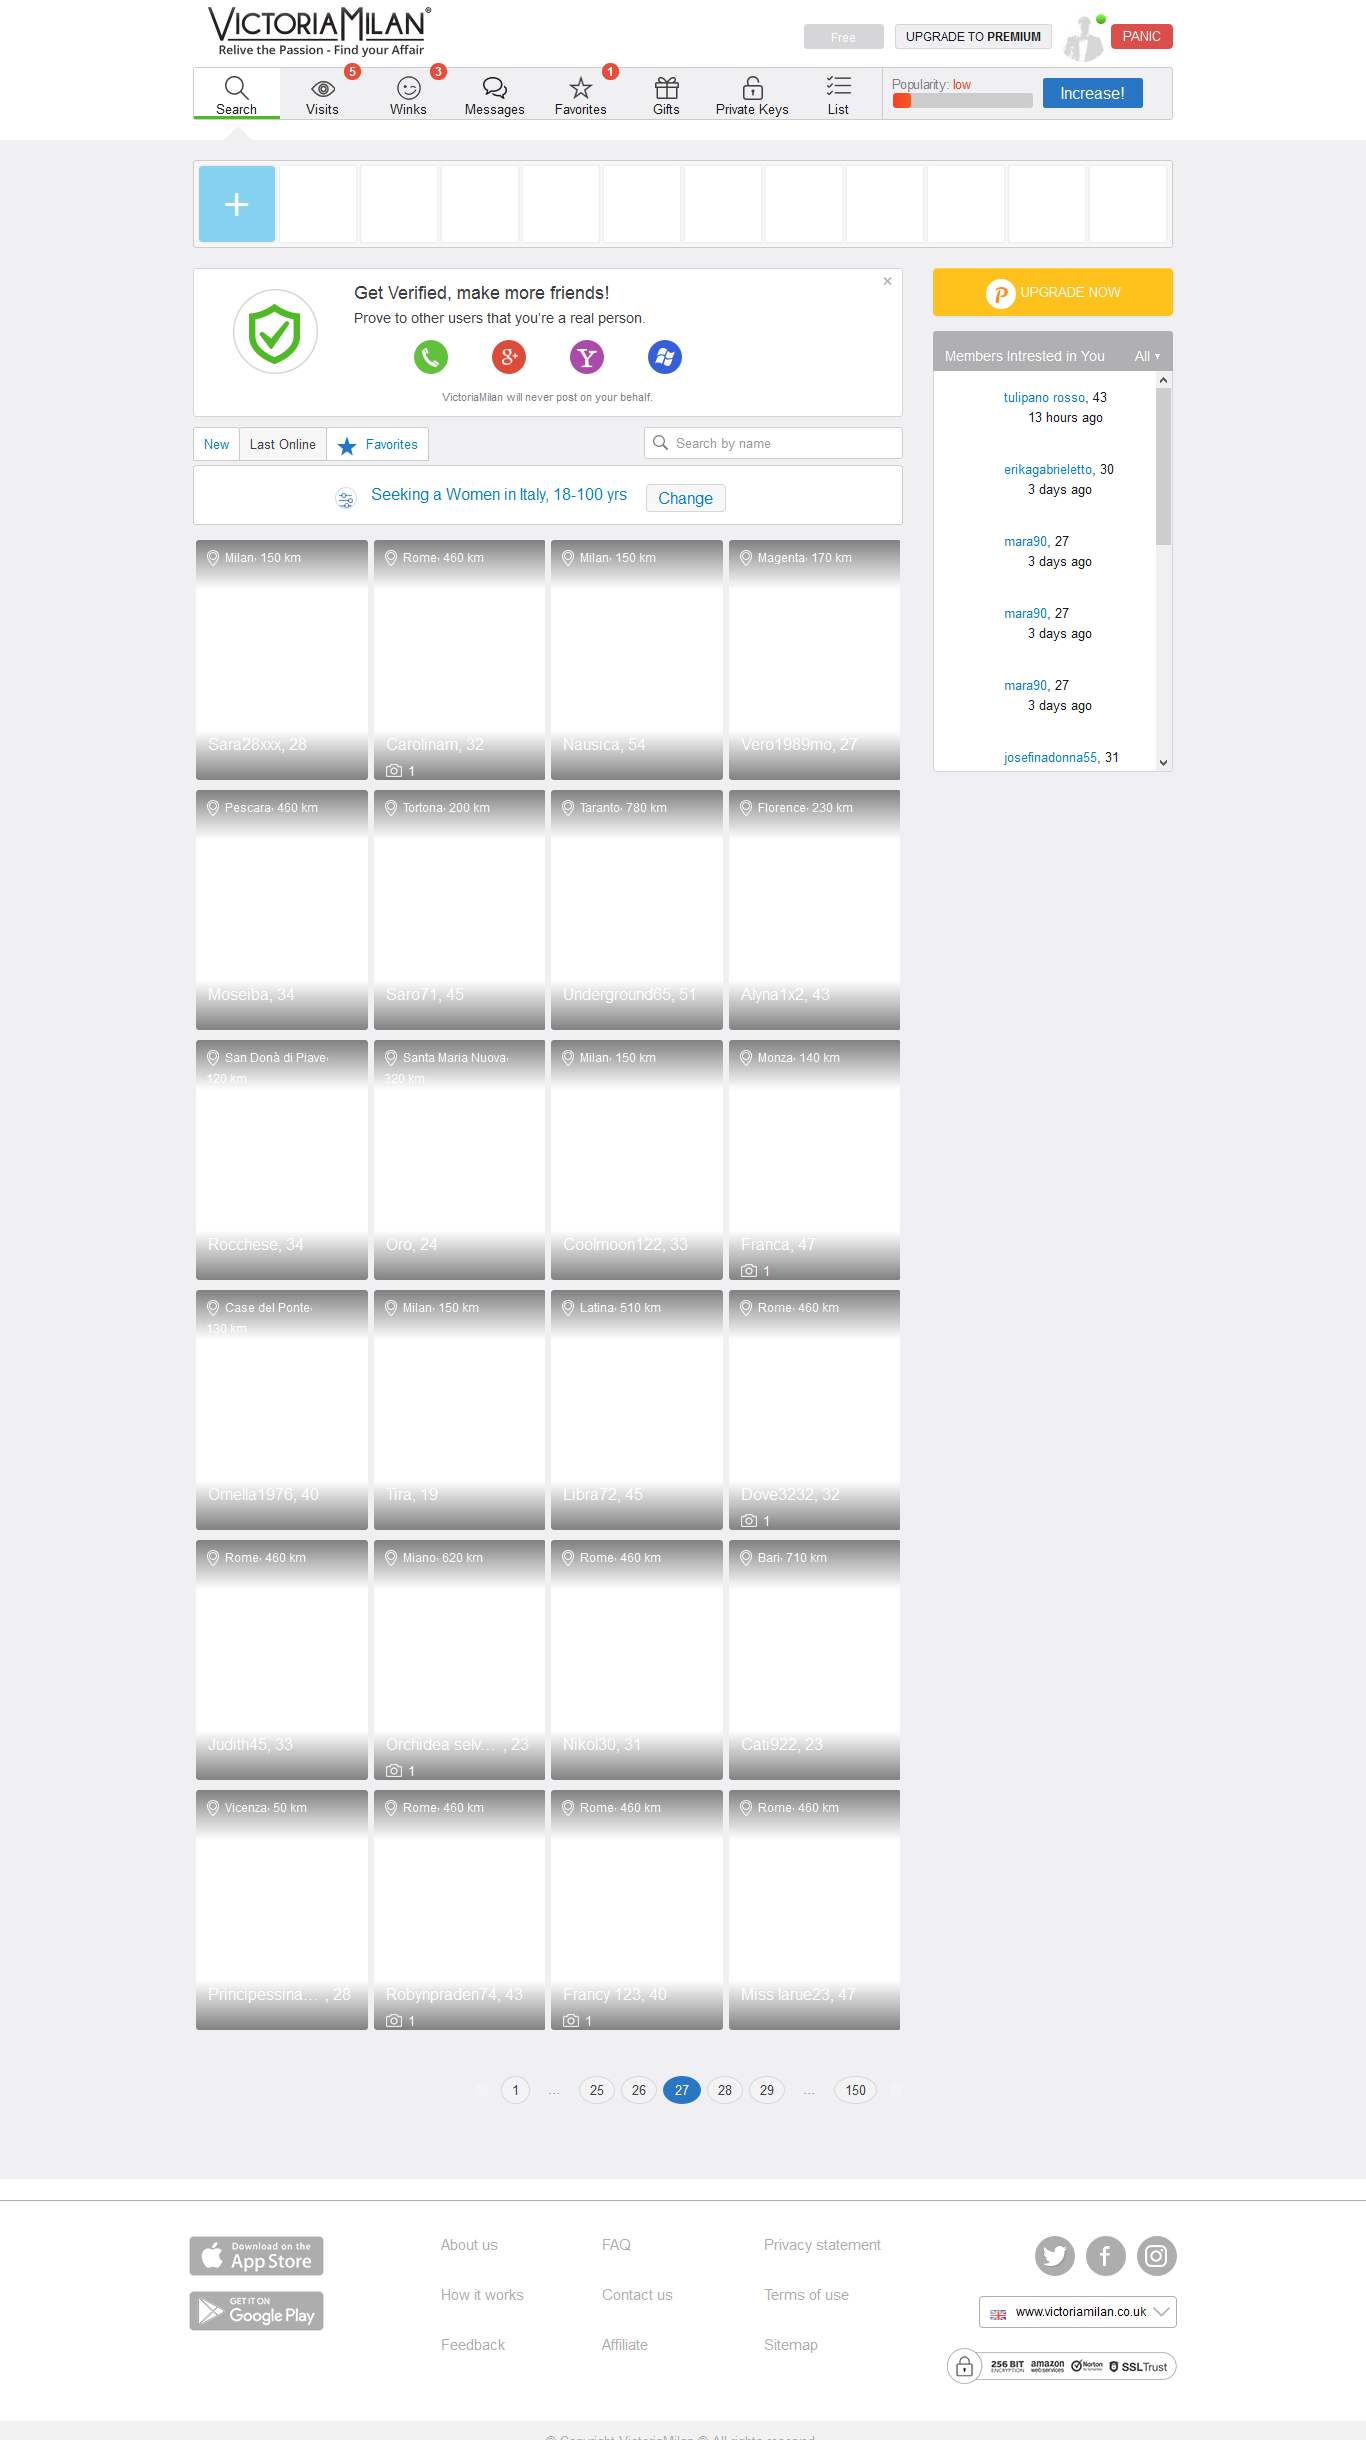 VICTORIAMILAN®
Relive the Passion - Find your Affair
Free
UPGRADE TO PREMIUM
PANIC
5
3
1
Search
Visits
Winks
Messages
Favorites
Gifts
Private Keys
List
Popularity: low
Increase!
+
Get Verified, make more friends!
Prove to other users that you're a real person.
VictoriaMilan will never post on your behalf.
×
UPGRADE NOW
Members Intrested in You
All
tulipano rosso, 43
13 hours ago
erikagabrieletto, 30
3 days ago
mara90, 27
3 days ago
mara90, 27
3 days ago
mara90, 27
3 days ago
josefinadonna55, 31
New
Last Online
Favorites
Search by name
Seeking a Women in Italy, 18-100 yrs
Change
Milan, 150 km
Rome, 460 km
Milan, 150 km
Magenta, 170 km
Sara28xxx, 28
Carolinam, 32
Nausica, 54
Vero1989mo, 27
1
Pescara, 460 km
Tortona, 200 km
Taranto, 780 km
Florence, 230 km
Moseiba, 34
Saro71, 45
Underground65, 51
Alyna1x2, 43
San Donà di Piave,
120 km
Santa Maria Nuova,
320 km
Milan, 150 km
Monza, 140 km
Rocchese, 34
Oro, 24
Coolmoon122, 33
Franca, 47
1
Case del Ponte,
130 km
Milan, 150 km
Latina, 510 km
Rome, 460 km
Ornella1976, 40
Tira, 19
Libra72, 45
Dove3232, 32
1
Rome, 460 km
Miano, 620 km
Rome, 460 km
Bari, 710 km
Judith45, 33
Orchidea selv... , 23
Nikol30, 31
Cati922, 23
1
Vicenza, 50 km
Rome, 460 km
Rome, 460 km
Rome, 460 km
Principessina... , 28
Robynpraden74, 43
Francy 123, 40
Miss larue23, 47
1
1
1 ... 25 26 27 28 29 ... 150
Download on the
App Store
GET IT ON
Google Play
About us
FAQ
Privacy statement
How it works
Contact us
Terms of use
Feedback
Affiliate
Sitemap
www.victoriamilan.co.uk
256 BIT
ENCRYPTION
amazon
webservices
Norton
SSLTrust
© Copyright VictoriaMilan ® All rights reserved